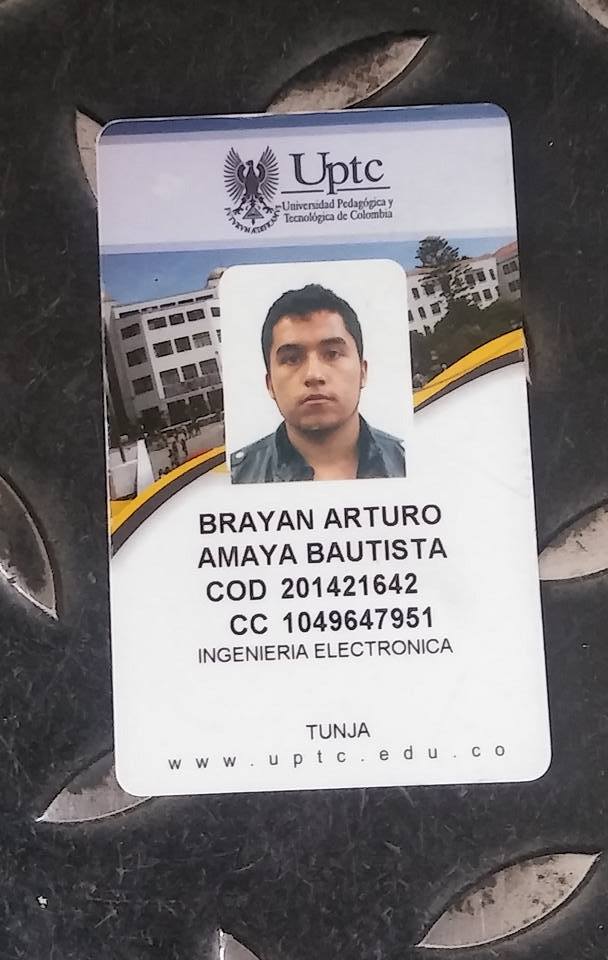 Uptc
Universidad Pedagógica y
Tecnológica de Colombia
BRAYAN ARTURO
AMAYA BAUTISTA
COD 201421642
CC 1049647951
INGENIERIA ELECTRONICA
TUNJA
www.uptc.edu.co